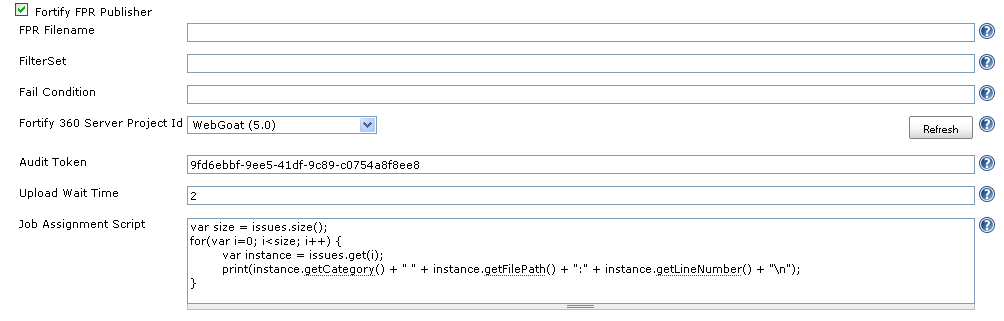 Fortify FPR Publisher
FPR Filename
FilterSet
Fail Condition
Fortify 360 Server Project Id WebGoat (5.0) Refresh
Audit Token 9fd6ebbf-9ee5-41df-9c89-c0754a8f8ee8
Upload Wait Time 2
Job Assignment Script
var size = issues.size();
for(var i=0; i<size; i++) {
var instance = issues.get(i);
print(instance.getCategory() + " " + instance.getFilePath() + ":" + instance.getLineNumber() + "\n");
}